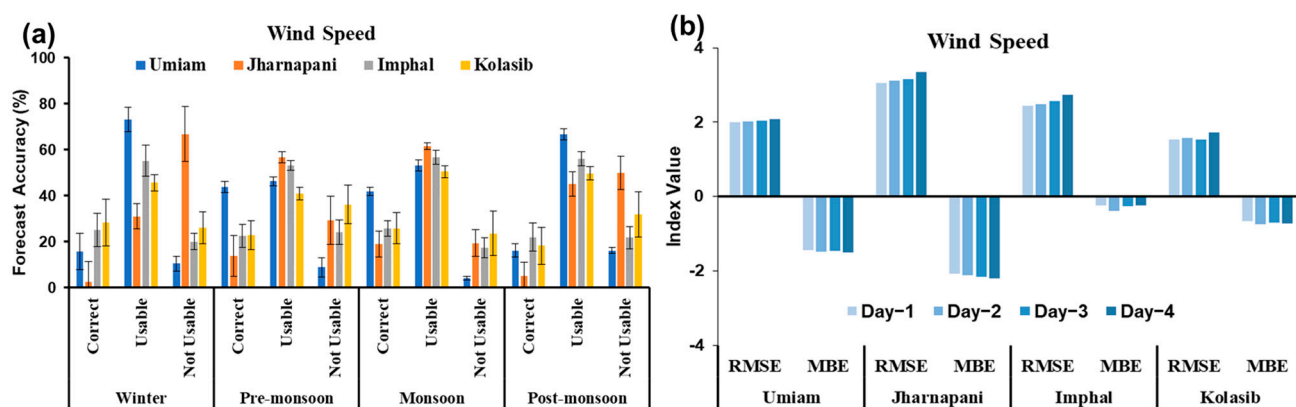 (a)
Wind Speed
Umiam Jharnapani Imphal Kolasib
Forecast Accuracy (%)
100
80
60
40
20
0
Correct Usable Not Usable Correct Usable Not Usable Correct Usable Not Usable Correct Usable Not Usable
Winter Pre-monsoon Monsoon Post-monsoon
(b)
Wind Speed
Index Value
4
2
0
-2
-4
Day−1 Day−2 Day−3 Day−4
RMSE MBE RMSE MBE RMSE MBE RMSE MBE
Umiam Jharnapani Imphal Kolasib